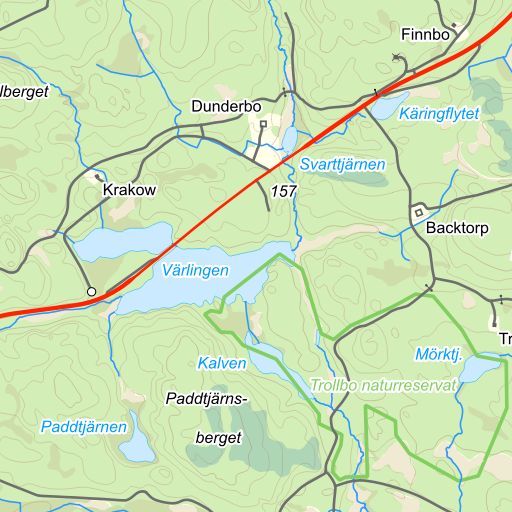 Finnbo
lberget
Dunderbo
Käringflytet
Svarttjärnen
Krakow
157
Backtorp
Värlingen
Tr
Kalven
Mörktj.
Trollbo naturreservat
Paddtjärns-
berget
Paddtjärnen